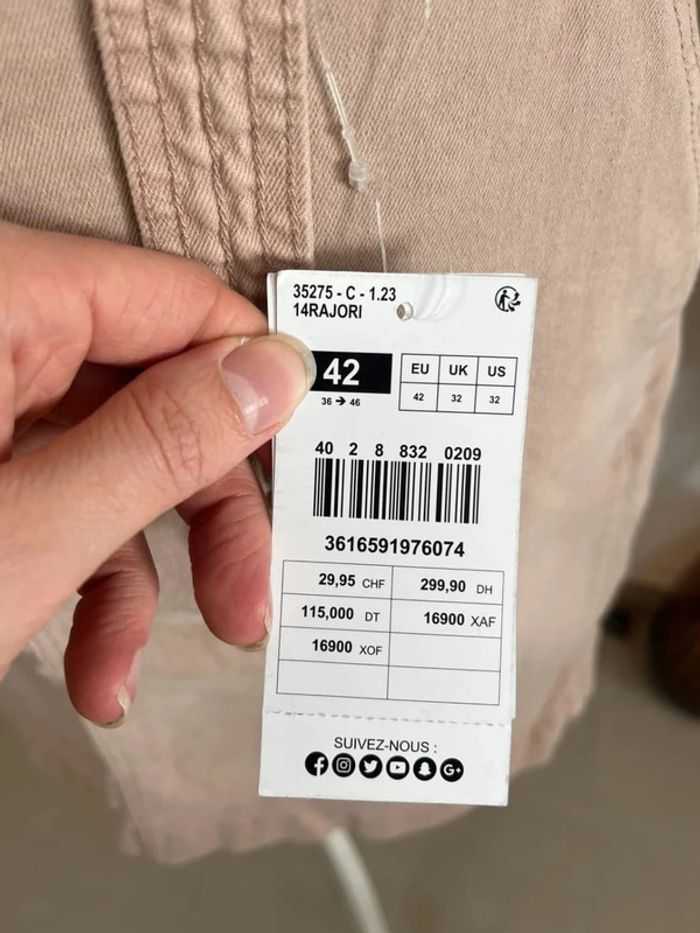 35275 - C - 1.23
14RAJORI
42
36 → 46
EU UK US
42 32 32
40 2 8 832 0209
3616591976074
29,95 CHF 299,90 DH
115,000 DT 16900 XAF
16900 XOF
SUIVEZ-NOUS :